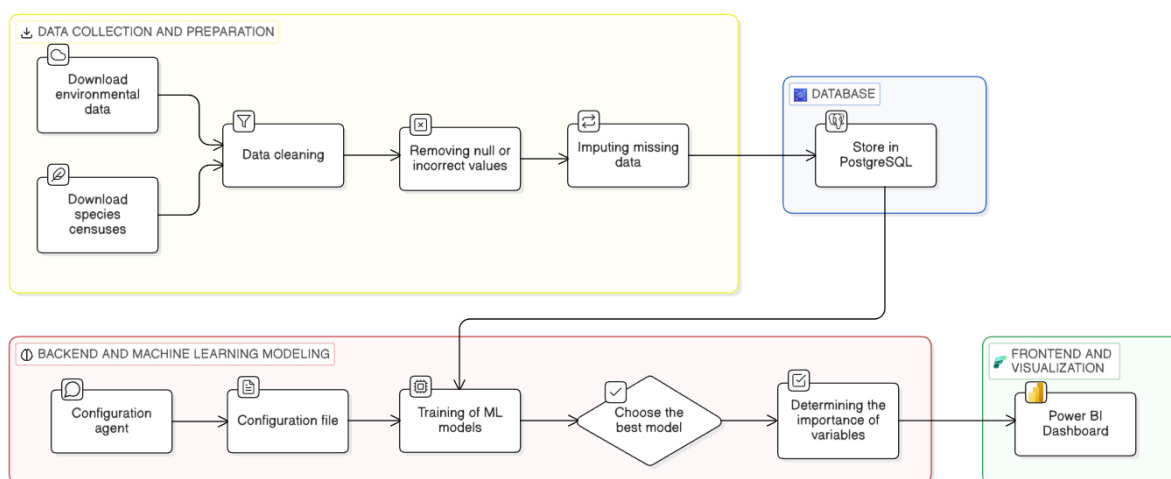 DATA COLLECTION AND PREPARATION
Download
environmental
data
Download
species
censuses
Data cleaning
Removing null or
incorrect values
Imputing missing
data
DATABASE
Store in
PostgreSQL
BACKEND AND MACHINE LEARNING MODELING
Configuration
agent
Configuration file
Training of ML
models
Choose the
best model
Determining the
importance of
variables
FRONTEND AND
VISUALIZATION
Power BI
Dashboard